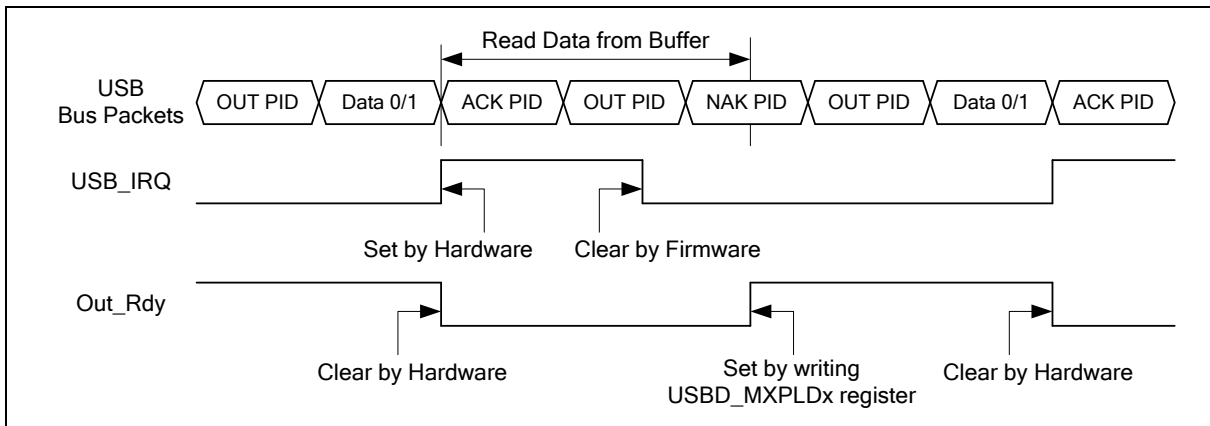 Read Data from Buffer
USB
Bus Packets
OUT PID
Data 0/1
ACK PID
OUT PID
NAK PID
OUT PID
Data 0/1
ACK PID
USB_IRQ
Set by Hardware
Clear by Firmware
Out_Rdy
Clear by Hardware
Set by writing
USBD_MXPLDx register
Clear by Hardware